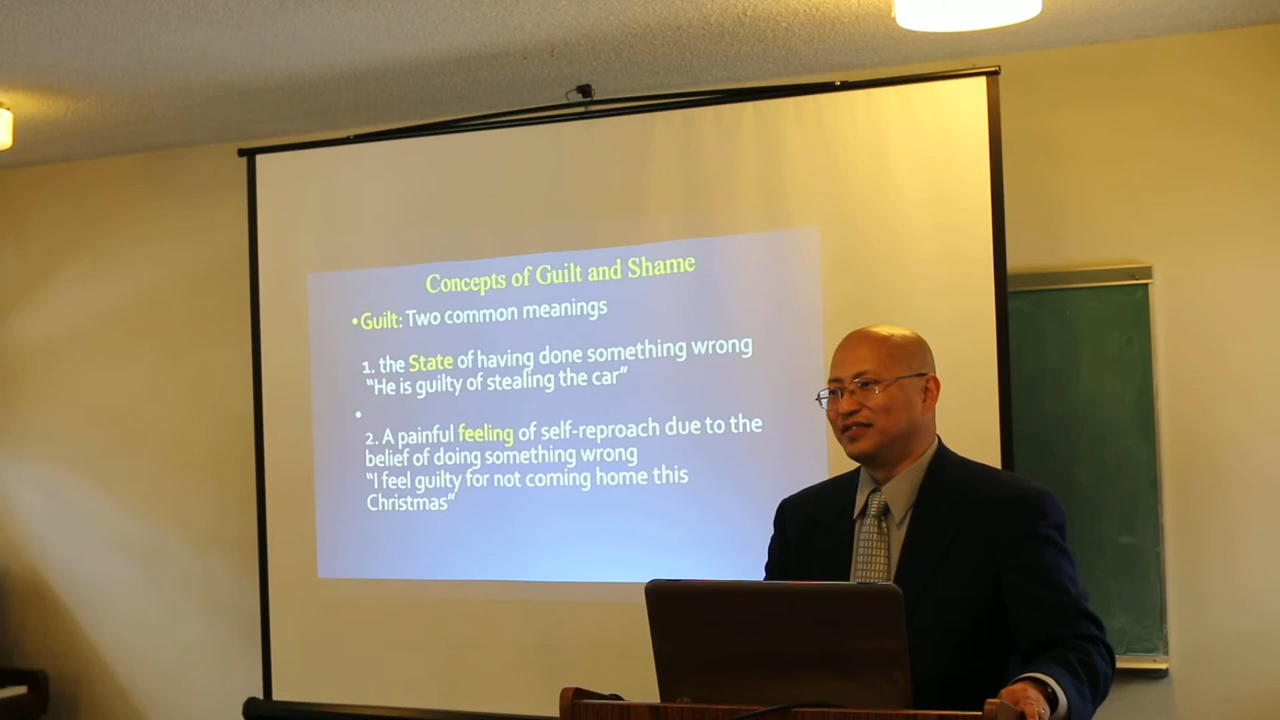 Concepts of Guilt and Shame
•Guilt: Two common meanings
1. the State of having done something wrong
“He is guilty of stealing the car”
•
2. A painful feeling of self-reproach due to the
belief of doing something wrong
“I feel guilty for not coming home this
Christmas”